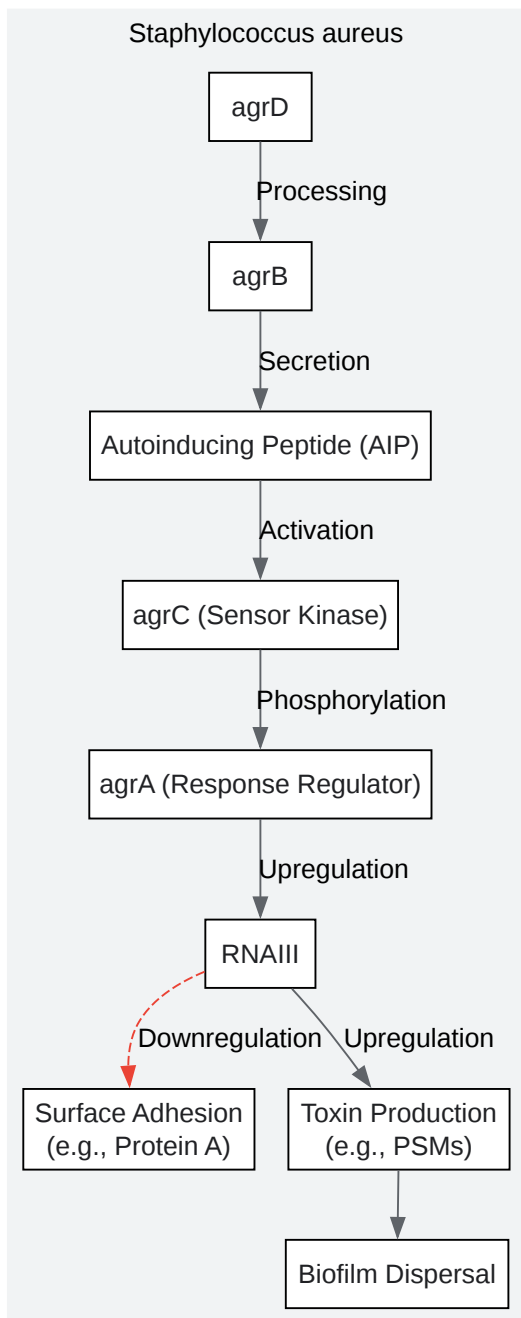 Staphylococcus aureus
agrD
Processing
agrB
Secretion
Autoinducing Peptide (AIP)
Activation
agrC (Sensor Kinase)
Phosphorylation
agrA (Response Regulator)
Upregulation
RNAIII
Downregulation
Upregulation
Surface Adhesion
(e.g., Protein A)
Toxin Production
(e.g., PSMs)
Biofilm Dispersal